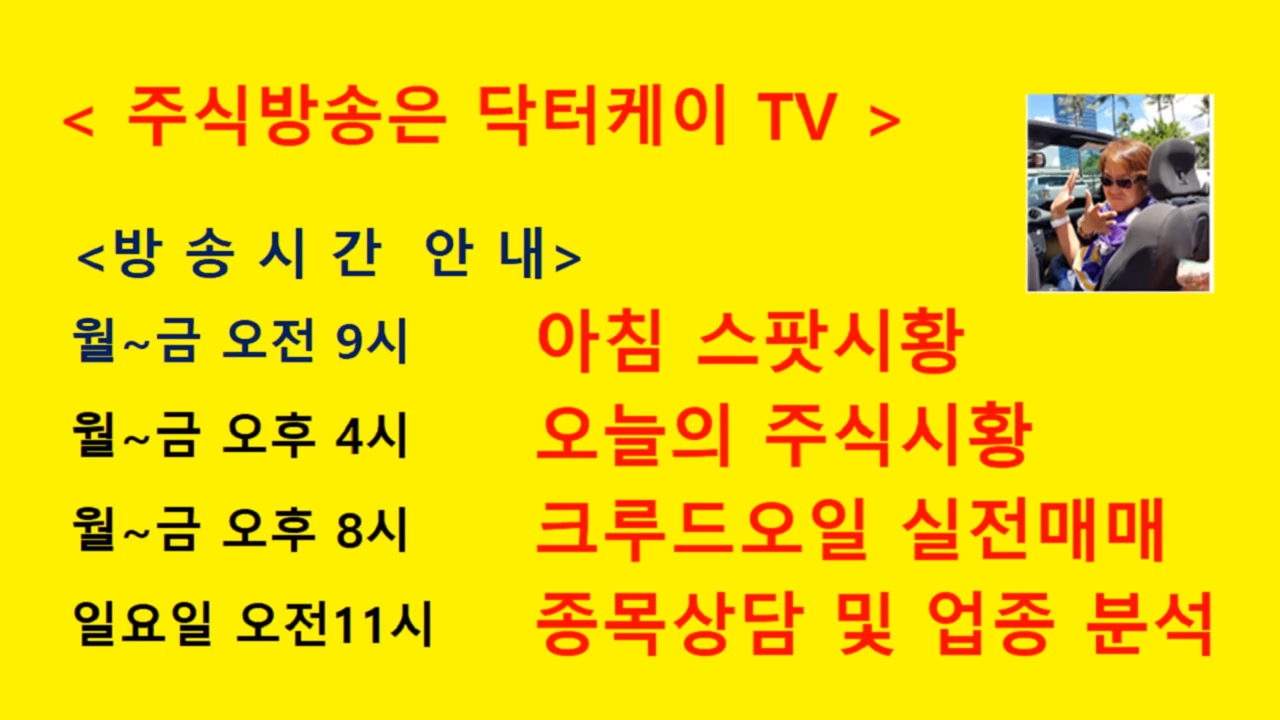 < 주식방송은 닥터케이 TV >
<방 송 시 간 안 내>
월~금 오전 9시 아침 스팟시황
월~금 오후 4시 오늘의 주식시황
월~금 오후 8시 크루드오일 실전매매
일요일 오전11시 종목상담 및 업종 분석